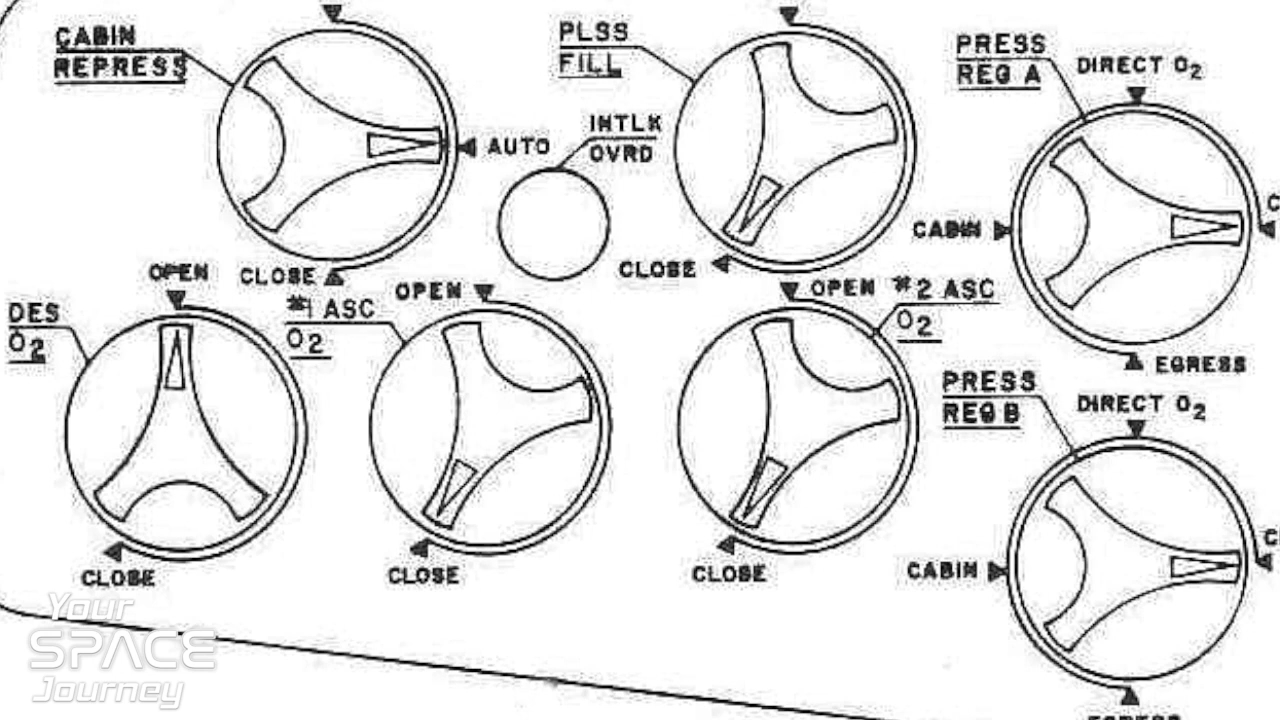 CABIN
REPRESS
AUTO
CLOSE
INTLK
OVRD
PLSS
FILL
CLOSE
PRESS
REG A
DIRECT O2
CABIN
EGRESS
DES
O2
OPEN
CLOSE
#1 ASC
O2
OPEN
CLOSE
OPEN
#2 ASC
O2
CLOSE
PRESS
REG B
DIRECT O2
CABIN
EGRESS
Your
SPACE
Journey